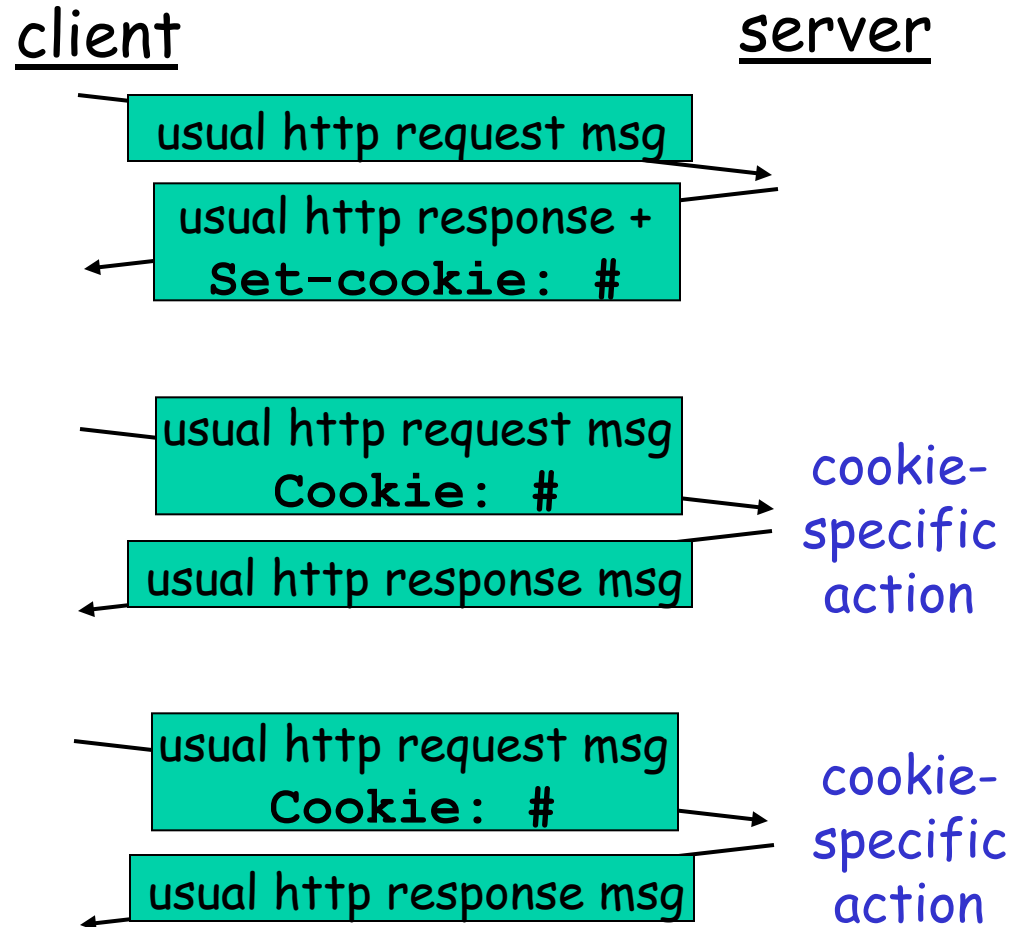 client
server
usual http request msg
usual http response +
Set-cookie: #
usual http request msg
Cookie: #
cookie-
specific
action
usual http response msg
usual http request msg
Cookie: #
cookie-
specific
action
usual http response msg